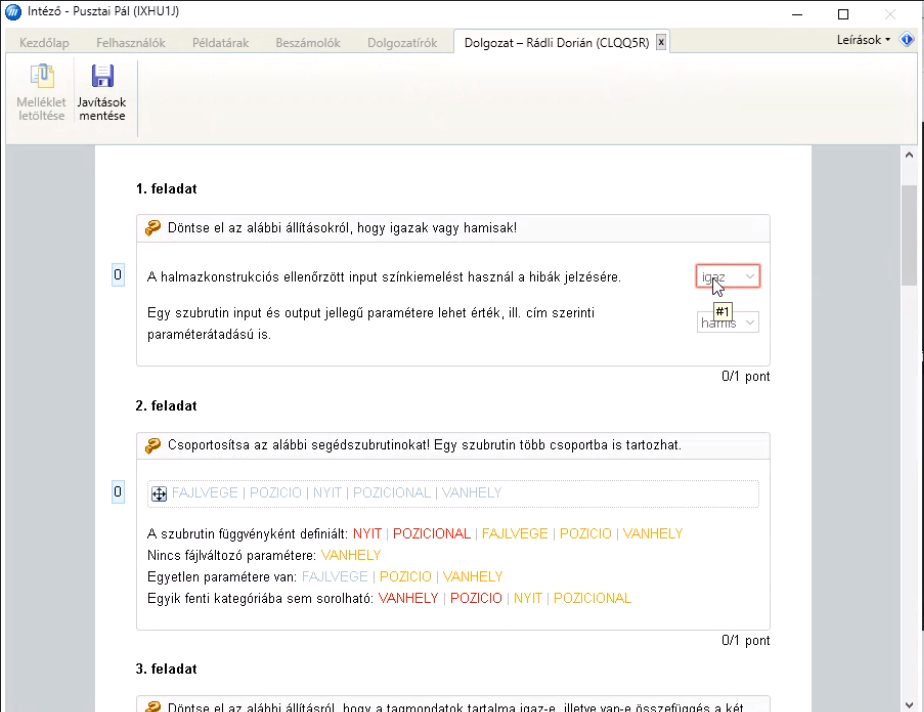 Intéző - Pusztai Pál (IXHU1J)
Kezdőlap Felhasználók Példatárak Beszámolók Dolgozatírók Dolgozat – Rádli Dorián (CLQQ5R) x Leírások
Melléklet letöltése
Javítások mentése
1. feladat
Döntse el az alábbi állításokról, hogy igazak vagy hamisak!
0
A halmazkonstrukciós ellenőrzött input színkiemelést használ a hibák jelzésére. igaz
#1
Egy szubrutin input és output jellegű paramétere lehet érték, ill. cím szerinti hamis
paraméterátadású is.
0/1 pont
2. feladat
Csoportosítsa az alábbi segédszubrutinokat! Egy szubrutin több csoportba is tartozhat.
0
FAJLVEGE | POZICIO | NYIT | POZICIONAL | VANHELY
A szubrutin függvényként definiált: NYIT | POZICIONAL | FAJLVEGE | POZICIO | VANHELY
Nincs fájlváltozó paramétere: VANHELY
Egyetlen paramétere van: FAJLVEGE | POZICIO | VANHELY
Egyik fenti kategóriába sem sorolható: VANHELY | POZICIO | NYIT | POZICIONAL
0/1 pont
3. feladat
Döntse el az alábbi állításról, hogy a tagmondatok tartalma igaz-e, illetve van-e összefüggés a két